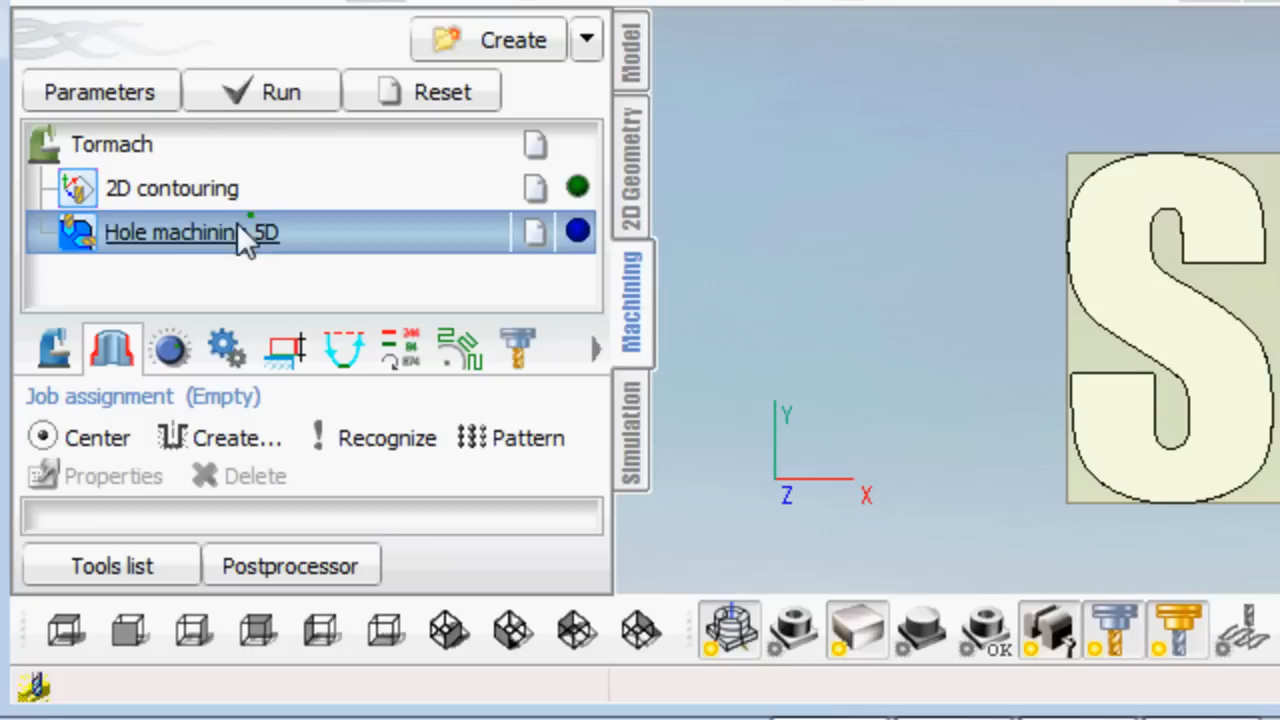 Create
Parameters
Run
Reset
Tormach
2D contouring
Hole machining 5D
Job assignment (Empty)
Center
Create...
Recognize
Pattern
Properties
Delete
Tools list
Postprocessor
Model
2D Geometry
Machining
Simulation
S
Y
Z
X
OK